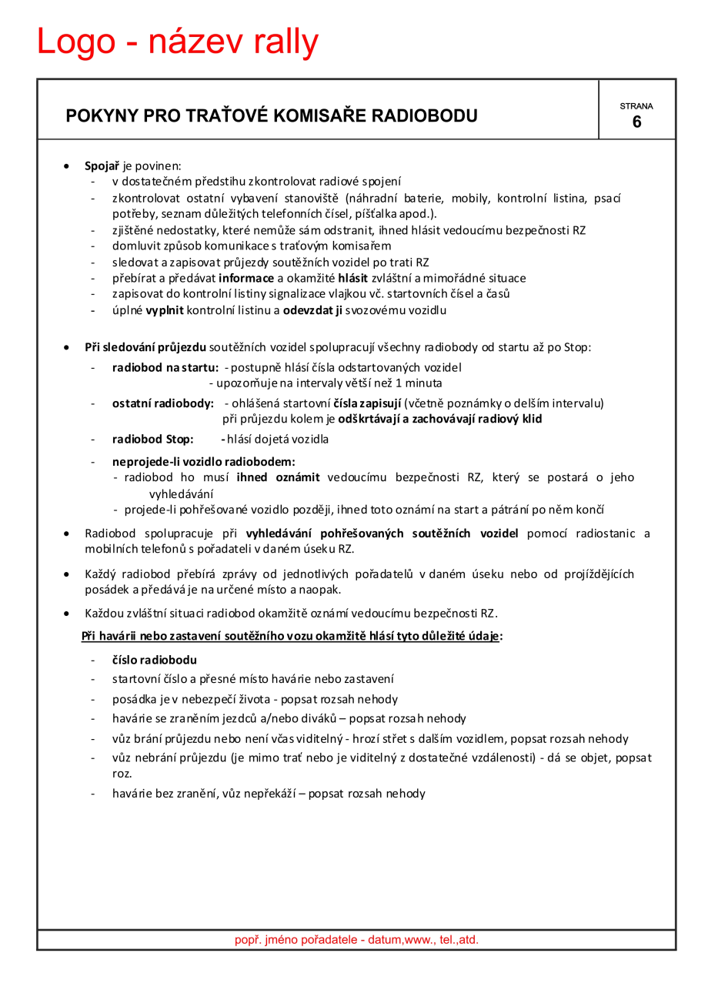 Logo - název rally
POKYNY PRO TRAŤOVÉ KOMISAŘE RADIOBODU
STRANA
6
• Spojař je povinen:
- v dostatečném předstihu zkontrolovat radiové spojení
- zkontrolovat ostatní vybavení stanoviště (náhradní baterie, mobily, kontrolní listina, psací
potřeby, seznam důležitých telefonních čísel, píšťalka apod.).
- zjištěné nedostatky, které nemůže sám odstranit, ihned hlásit vedoucímu bezpečnosti RZ
- domluvit způsob komunikace s traťovým komisařem
- sledovat a zapisovat průjezdy soutěžních vozidel po trati RZ
- přebírat a předávat informace a okamžité hlásit zvláštní a mimořádné situace
- zapisovat do kontrolní listiny signalizace vlajkou vč. startovních čísel a časů
- úplné vyplnit kontrolní listinu a odevzdat ji svozovému vozidlu
• Při sledování průjezdu soutěžních vozidel spolupracují všechny radiobody od startu až po Stop:
- radiobod na startu: - postupně hlásí čísla odstartovaných vozidel
- upozorňuje na intervaly větší než 1 minuta
- ostatní radiobody: - ohlášená startovní čísla zapisují (včetně poznámky o delším intervalu)
při průjezdu kolem je odškrtávají a zachovávají radiový klid
- radiobod Stop: - hlásí dojetá vozidla
- neprojede-li vozidlo radiobodem:
- radiobod ho musí ihned oznámit vedoucímu bezpečnosti RZ, který se postará o jeho
vyhledávání
- projede-li pohřešované vozidlo později, ihned toto oznámí na start a pátrání po něm končí
• Radiobod spolupracuje při vyhledávání pohřešovaných soutěžních vozidel pomocí radiostanic a
mobilních telefonů s pořadateli v daném úseku RZ.
• Každý radiobod přebírá zprávy od jednotlivých pořadatelů v daném úseku nebo od projíždějících
posádek a předává je na určené místo a naopak.
• Každou zvláštní situaci radiobod okamžitě oznámí vedoucímu bezpečnosti RZ.
Při havárii nebo zastavení soutěžního vozu okamžitě hlásí tyto důležité údaje:
- číslo radiobodu
- startovní číslo a přesné místo havárie nebo zastavení
- posádka je v nebezpečí života - popsat rozsah nehody
- havárie se zraněním jezdců a/nebo diváků – popsat rozsah nehody
- vůz brání průjezdu nebo není včas viditelný - hrozí střet s dalším vozidlem, popsat rozsah nehody
- vůz nebrání průjezdu (je mimo trať nebo je viditelný z dostatečné vzdálenosti) - dá se objet, popsat
roz.
- havárie bez zranění, vůz nepřekáží – popsat rozsah nehody
popř. jméno pořadatele - datum,www., tel.,atd.